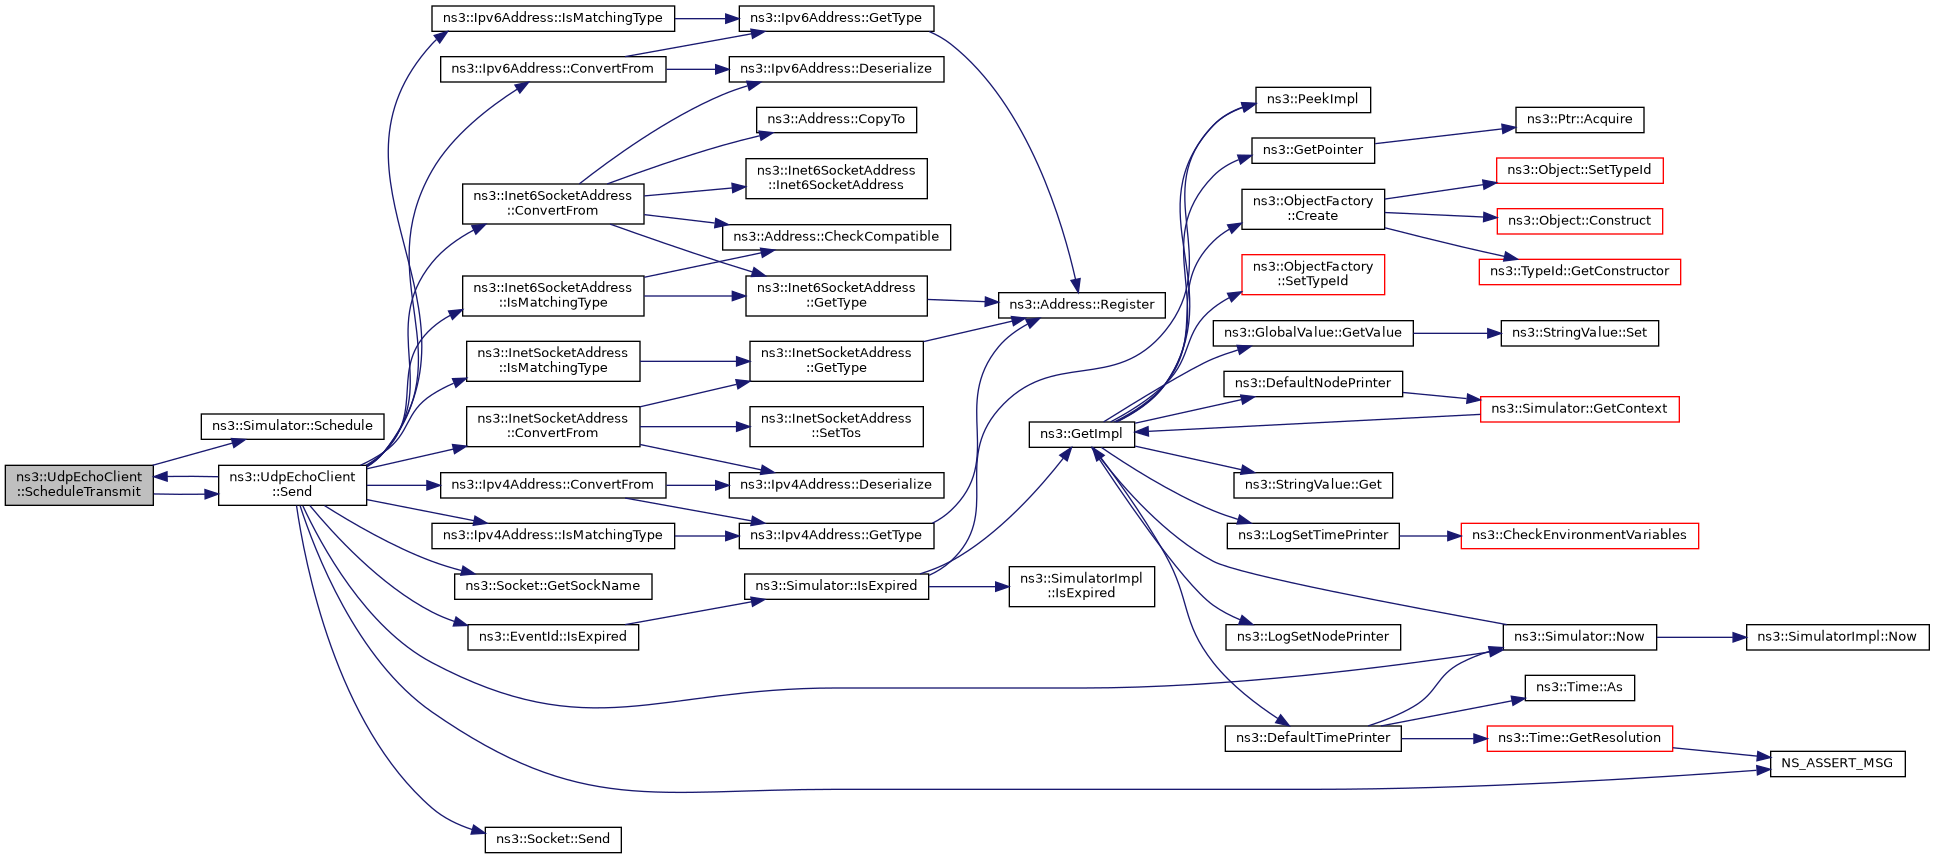 ns3::UdpEchoClient
::ScheduleTransmit
ns3::Simulator::Schedule
ns3::UdpEchoClient
::Send
ns3::Ipv6Address::IsMatchingType
ns3::Ipv6Address::ConvertFrom
ns3::Inet6SocketAddress
::ConvertFrom
ns3::Inet6SocketAddress
::IsMatchingType
ns3::InetSocketAddress
::IsMatchingType
ns3::InetSocketAddress
::ConvertFrom
ns3::Ipv4Address::ConvertFrom
ns3::Ipv4Address::IsMatchingType
ns3::Socket::GetSockName
ns3::EventId::IsExpired
ns3::Socket::Send
ns3::Ipv6Address::GetType
ns3::Ipv6Address::Deserialize
ns3::Address::CopyTo
ns3::Inet6SocketAddress
::Inet6SocketAddress
ns3::Address::CheckCompatible
ns3::Inet6SocketAddress
::GetType
ns3::InetSocketAddress
::GetType
ns3::InetSocketAddress
::SetTos
ns3::Ipv4Address::Deserialize
ns3::Ipv4Address::GetType
ns3::Simulator::IsExpired
ns3::Address::Register
ns3::GetImpl
ns3::SimulatorImpl
::IsExpired
ns3::PeekImpl
ns3::GetPointer
ns3::ObjectFactory
::Create
ns3::ObjectFactory
::SetTypeId
ns3::GlobalValue::GetValue
ns3::DefaultNodePrinter
ns3::StringValue::Get
ns3::LogSetTimePrinter
ns3::LogSetNodePrinter
ns3::DefaultTimePrinter
ns3::Ptr::Acquire
ns3::Object::SetTypeId
ns3::Object::Construct
ns3::TypeId::GetConstructor
ns3::StringValue::Set
ns3::Simulator::GetContext
ns3::CheckEnvironmentVariables
ns3::Simulator::Now
ns3::Time::As
ns3::Time::GetResolution
ns3::SimulatorImpl::Now
NS_ASSERT_MSG